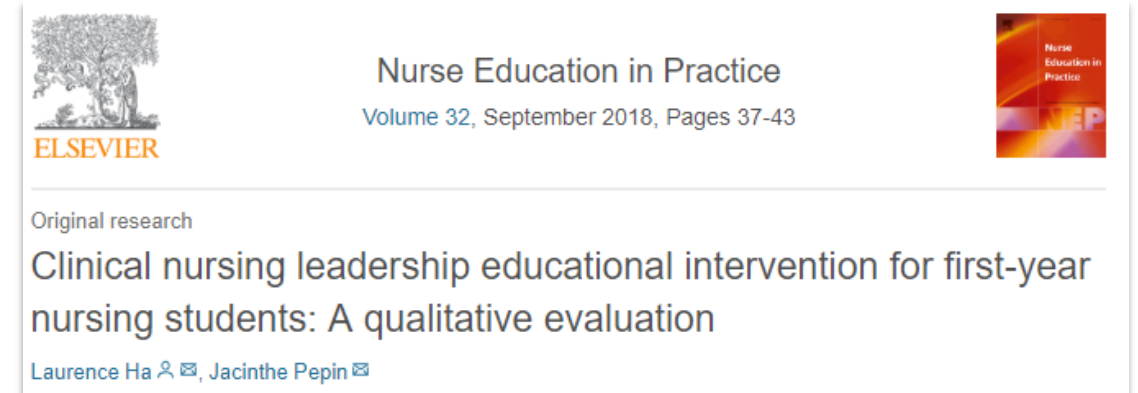 ELSEVIER
Nurse Education in Practice
Volume 32, September 2018, Pages 37-43
Nurse
Education in
Practice
NEP
Original research
Clinical nursing leadership educational intervention for first-year
nursing students: A qualitative evaluation
Laurence Ha, Jacinthe Pepin